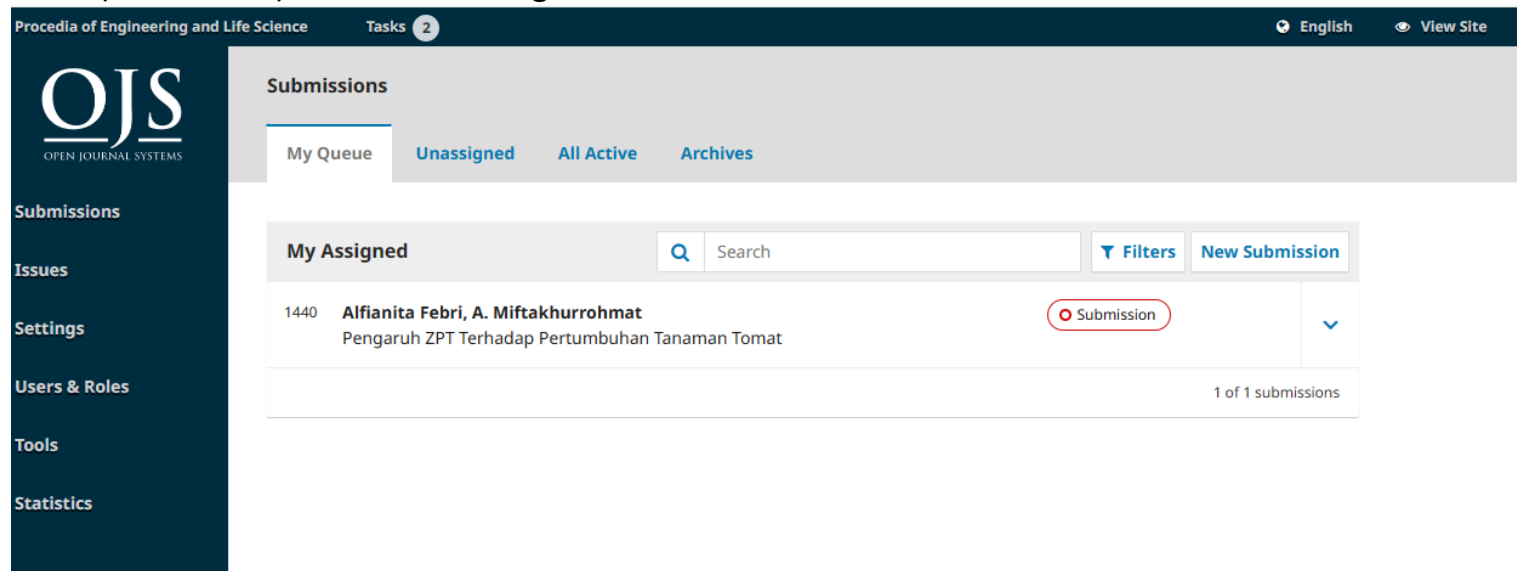 Procedia of Engineering and Life Science Tasks 2 English View Site
OJS
OPEN JOURNAL SYSTEMS
Submissions
Issues
Settings
Users & Roles
Tools
Statistics
Submissions
My Queue Unassigned All Active Archives
My Assigned Search Filters New Submission
1440 Alfianita Febri, A. Miftakhurrohmat Submission
Pengaruh ZPT Terhadap Pertumbuhan Tanaman Tomat
1 of 1 submissions